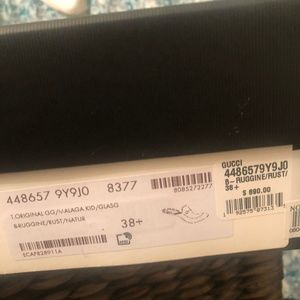 448657 9Y9J0 8377
8085272277
T.ORIGINAL GG/MALAGA KID/GLASG
B.RUGGINE/RUST/NATUR
38+
GUCCI
4486579Y9J0
B-RUGGINE/RUST/
38+
$ 890.00